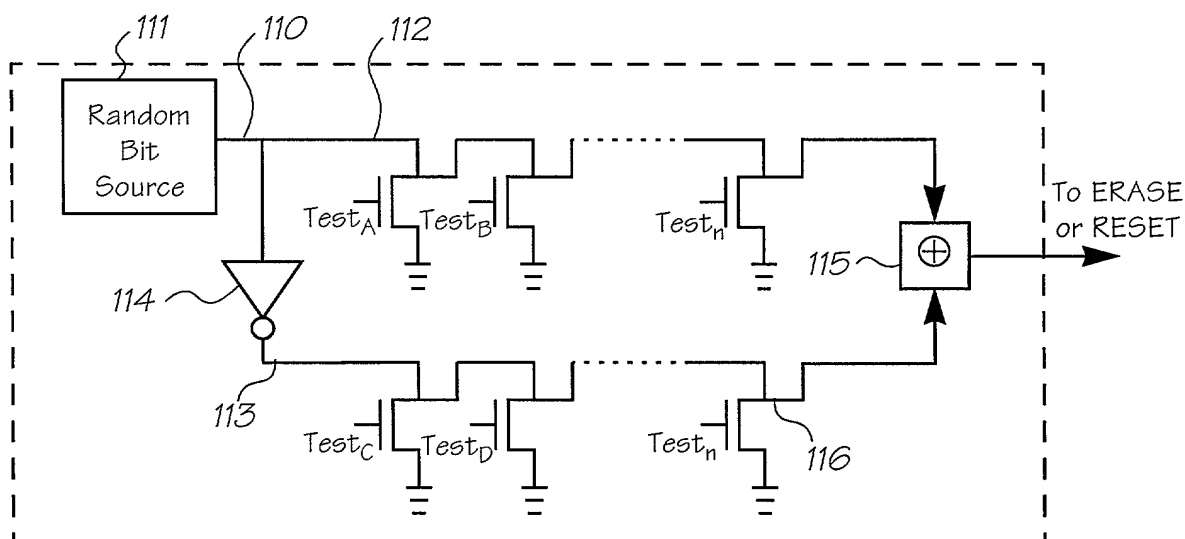 111
110
112
Random
Bit
Source
Test_A
Test_B
Test_n
To ERASE
or RESET
115
114
113
Test_C
Test_D
Test_n
116